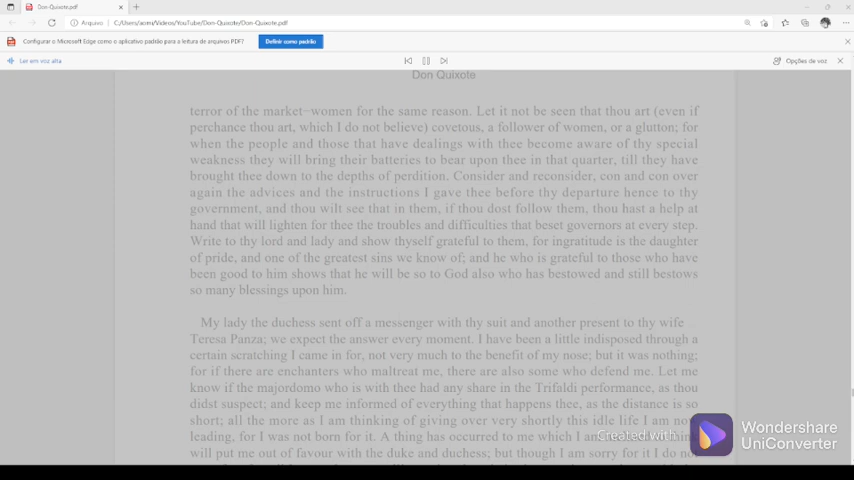 Don-Quixote.pdf
Arquivo
C:/Users/acers/Videos/YouTube/Don-Quixote/Don-Quixote.pdf
Configurar o Microsoft Edge como o aplicativo padrão para a leitura de arquivos PDF?
Definir como padrão
Ler em voz alta
Opções de voz
Don Quixote
terror of the market-women for the same reason. Let it not be seen that thou art (even if
perchance thou art, which I do not believe) covetous, a follower of women, or a glutton; for
when the people and those that have dealings with thee become aware of thy special
weakness they will bring their batteries to bear upon thee in that quarter, till they have
brought thee down to the depths of perdition. Consider and reconsider, con and con over
again the advices and the instructions I gave thee before thy departure hence to thy
government, and thou wilt see that in them, if thou dost follow them, thou hast a help at
hand that will lighten for thee the troubles and difficulties that beset governors at every step.
Write to thy lord and lady and show thyself grateful to them, for ingratitude is the daughter
of pride, and one of the greatest sins we know of; and he who is grateful to those who have
been good to him shows that he will be so to God also who has bestowed and still bestows
so many blessings upon him.
My lady the duchess sent off a messenger with thy suit and another present to thy wife
Teresa Panza; we expect the answer every moment. I have been a little indisposed through a
certain scratching I came in for, not very much to the benefit of my nose; but it was nothing;
for if there are enchanters who maltreat me, there are also some who defend me. Let me
know if the majordomo who is with thee had any share in the Trifaldi performance, as thou
didst suspect; and keep me informed of everything that happens thee, as the distance is so
short; all the more as I am thinking of giving over very shortly this idle life I am now
leading, for I was not born for it. A thing has occurred to me which I am
will put me out of favour with the duke and duchess; but though I am sorry for it I do not
Created with
Wondershare
UniConverter